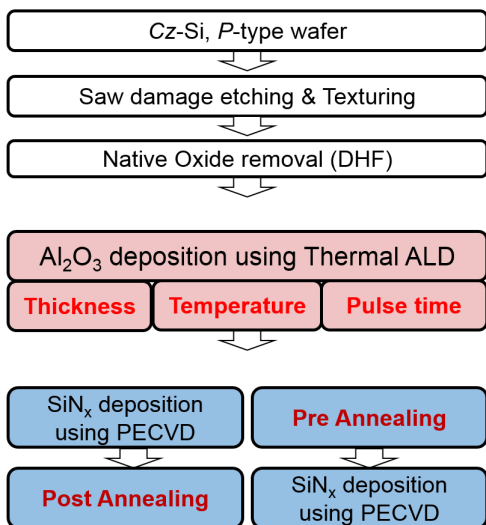 Cz-Si, P-type wafer
Saw damage etching & Texturing
Native Oxide removal (DHF)
Al₂O₃ deposition using Thermal ALD
Thickness Temperature Pulse time
SiNₓ deposition
using PECVD
Post Annealing
Pre Annealing
SiNₓ deposition
using PECVD